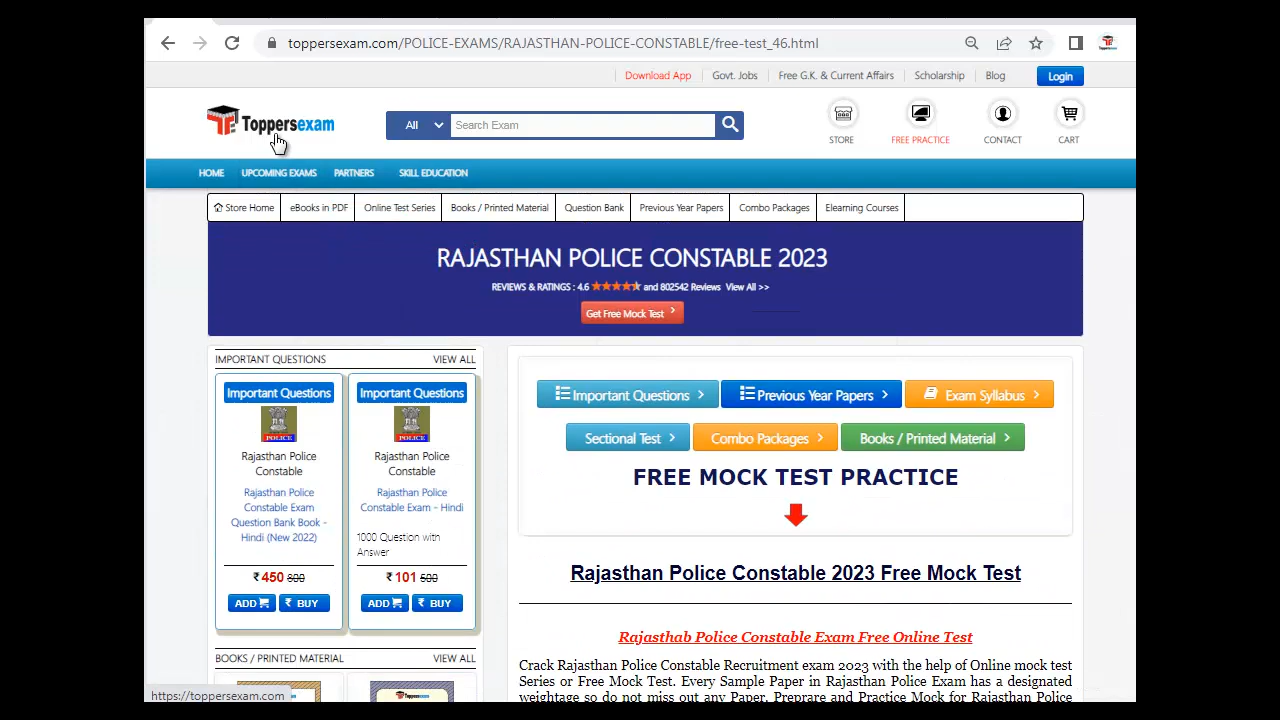 toppersexam.com/POLICE-EXAMS/RAJASTHAN-POLICE-CONSTABLE/free-test_46.html
Download App Govt. Jobs Free G.K. & Current Affairs Scholarship Blog Login
Toppersexam
All Search Exam
STORE FREE PRACTICE CONTACT CART
HOME UPCOMING EXAMS PARTNERS SKILL EDUCATION
Store Home eBooks in PDF Online Test Series Books / Printed Material Question Bank Previous Year Papers Combo Packages Elearning Courses
RAJASTHAN POLICE CONSTABLE 2023
REVIEWS & RATINGS : 4.6 and 802542 Reviews View All >>
Get Free Mock Test
IMPORTANT QUESTIONS VIEW ALL
Important Questions
POLICE
Rajasthan Police
Constable
Rajasthan Police
Constable Exam
Question Bank Book -
Hindi (New 2022)
₹ 450 800
ADD ₹ BUY
Important Questions
POLICE
Rajasthan Police
Constable
Rajasthan Police
Constable Exam - Hindi
1000 Question with
Answer
₹ 101 500
ADD ₹ BUY
BOOKS / PRINTED MATERIAL VIEW ALL
Important Questions Previous Year Papers Exam Syllabus
Sectional Test Combo Packages Books / Printed Material
FREE MOCK TEST PRACTICE
Rajasthan Police Constable 2023 Free Mock Test
Rajasthab Police Constable Exam Free Online Test
Crack Rajasthan Police Constable Recruitment exam 2023 with the help of Online mock test
Series or Free Mock Test. Every Sample Paper in Rajasthan Police Exam has a designated
weightage so do not miss out any Paper. Preprare and Practice Mock for Rajasthan Police
https://toppersexam.com